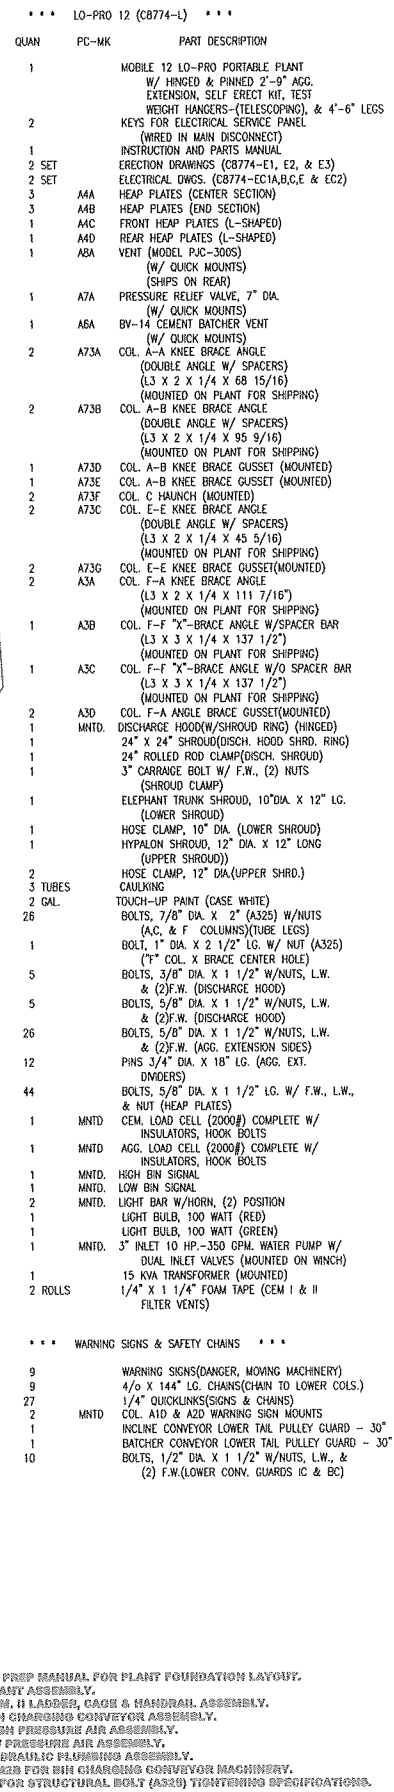 * * * LO-PRO 12 (C8774-L) * * *
QUAN PC-MK PART DESCRIPTION
1 MOBILE 12 LO-PRO PORTABLE PLANT
W/ HINGED & PINNED 2'-9" AGG.
EXTENSION, SELF ERECT KIT, TEST
WEIGHT HANGERS-(TELESCOPING), & 4'-6" LEGS
2 KEYS FOR ELECTRICAL SERVICE PANEL
(WIRED IN MAIN DISCONNECT)
1 INSTRUCTION AND PARTS MANUAL
2 SET ERECTION DRAWINGS (C8774-E1, E2, & E3)
2 SET ELECTRICAL DWGS. (C8774-EC1A,B,C,E & EC2)
3 A4A HEAP PLATES (CENTER SECTION)
3 A4B HEAP PLATES (END SECTION)
1 A4C FRONT HEAP PLATES (L-SHAPED)
1 A4D REAR HEAP PLATES (L-SHAPED)
1 A8A VENT (MODEL PJC-300S)
(W/ QUICK MOUNTS)
(SHIPS ON REAR)
1 A7A PRESSURE RELIEF VALVE, 7" DIA.
(W/ QUICK MOUNTS)
1 A6A BV-14 CEMENT BATCHER VENT
(W/ QUICK MOUNTS)
2 A73A COL. A-A KNEE BRACE ANGLE
(DOUBLE ANGLE W/ SPACERS)
(L3 X 2 X 1/4 X 68 15/16)
(MOUNTED ON PLANT FOR SHIPPING)
2 A73B COL. A-B KNEE BRACE ANGLE
(DOUBLE ANGLE W/ SPACERS)
(L3 X 2 X 1/4 X 95 9/16)
(MOUNTED ON PLANT FOR SHIPPING)
1 A73D COL. A-B KNEE BRACE GUSSET (MOUNTED)
1 A73E COL. A-B KNEE BRACE GUSSET (MOUNTED)
2 A73F COL. C HAUNCH (MOUNTED)
2 A73C COL. E-E KNEE BRACE ANGLE
(DOUBLE ANGLE W/ SPACERS)
(L3 X 2 X 1/4 X 45 5/16)
(MOUNTED ON PLANT FOR SHIPPING)
2 A73G COL. E-E KNEE BRACE GUSSET(MOUNTED)
2 A3A COL. F-A KNEE BRACE ANGLE
(L3 X 2 X 1/4 X 111 7/16")
(MOUNTED ON PLANT FOR SHIPPING)
1 A3B COL. F-F "X"-BRACE ANGLE W/SPACER BAR
(L3 X 3 X 1/4 X 137 1/2")
(MOUNTED ON PLANT FOR SHIPPING)
1 A3C COL. F-F "X"-BRACE ANGLE W/O SPACER BAR
(L3 X 3 X 1/4 X 137 1/2")
(MOUNTED ON PLANT FOR SHIPPING)
2 A3D COL. F-A ANGLE BRACE GUSSET(MOUNTED)
1 MNTD. DISCHARGE HOOD(W/SHROUD RING) (HINGED)
1 24" X 24" SHROUD(DISCH. HOOD SHRD. RING)
1 24" ROLLED ROD CLAMP(DISCH. SHROUD)
1 3" CARRAIGE BOLT W/ F.W., (2) NUTS
(SHROUD CLAMP)
1 ELEPHANT TRUNK SHROUD, 10"DIA. X 12" LG.
(LOWER SHROUD)
1 HOSE CLAMP, 10" DIA. (LOWER SHROUD)
1 HYPALON SHROUD, 12" DIA. X 12" LONG
(UPPER SHROUD))
2 HOSE CLAMP, 12" DIA.(UPPER SHRD.)
3 TUBES CAULKING
2 GAL. TOUCH-UP PAINT (CASE WHITE)
26 BOLTS, 7/8" DIA. X 2" (A325) W/NUTS
(A,C, & F COLUMNS)(TUBE LEGS)
1 BOLT, 1" DIA. X 2 1/2" LG. W/ NUT (A325)
("F" COL. X BRACE CENTER HOLE)
5 BOLTS, 3/8" DIA. X 1 1/2" W/NUTS, L.W.
& (2)F.W. (DISCHARGE HOOD)
5 BOLTS, 5/8" DIA. X 1 1/2" W/NUTS, L.W.
& (2)F.W. (DISCHARGE HOOD)
26 BOLTS, 5/8" DIA. X 1 1/2" W/NUTS, L.W.
& (2)F.W. (AGG. EXTENSION SIDES)
12 PINS 3/4" DIA. X 18" LG. (AGG. EXT.
DIVIDERS)
44 BOLTS, 5/8" DIA. X 1 1/2" LG. W/ F.W., L.W.,
& NUT (HEAP PLATES)
1 MNTD CEM. LOAD CELL (2000#) COMPLETE W/
INSULATORS, HOOK BOLTS
1 MNTD AGG. LOAD CELL (2000#) COMPLETE W/
INSULATORS, HOOK BOLTS
1 MNTD. HIGH BIN SIGNAL
1 MNTD. LOW BIN SIGNAL
2 MNTD. LIGHT BAR W/HORN, (2) POSITION
1 LIGHT BULB, 100 WATT (RED)
1 LIGHT BULB, 100 WATT (GREEN)
1 MNTD. 3" INLET 10 HP.-350 GPM. WATER PUMP W/
DUAL INLET VALVES (MOUNTED ON WINCH)
1 15 KVA TRANSFORMER (MOUNTED)
2 ROLLS 1/4" X 1 1/4" FOAM TAPE (CEM I & II
FILTER VENTS)
* * * WARNING SIGNS & SAFETY CHAINS * * *
9 WARNING SIGNS(DANGER, MOVING MACHINERY)
9 4/0 X 144" LG. CHAINS(CHAIN TO LOWER COLS.)
27 1/4" QUICKLINKS(SIGNS & CHAINS)
2 MNTD COL. A1D & A2D WARNING SIGN MOUNTS
1 INCLINE CONVEYOR LOWER TAIL PULLEY GUARD - 30"
1 BATCHER CONVEYOR LOWER TAIL PULLEY GUARD - 30"
10 BOLTS, 1/2" DIA. X 1 1/2" W/NUTS, L.W., &
(2) F.W.(LOWER CONV. GUARDS IC & BC)
PREP MANUAL FOR PLANT FOUNDATION LAYOUT.
ANT ASSEMBLY.
M. II LADDER, CAGE & HANDRAIL ASSEMBLY.
N CHARGING CONVEYOR ASSEMBLY.
GH PRESSURE AIR ASSEMBLY.
PRESSURE AIR ASSEMBLY.
DRAULIC PLUMBING ASSEMBLY.
M2B FOR BIN CHARGING CONVEYOR MACHINERY.
FOR STRUCTURAL BOLT (A325) TIGHTENING SPECIFICATIONS.